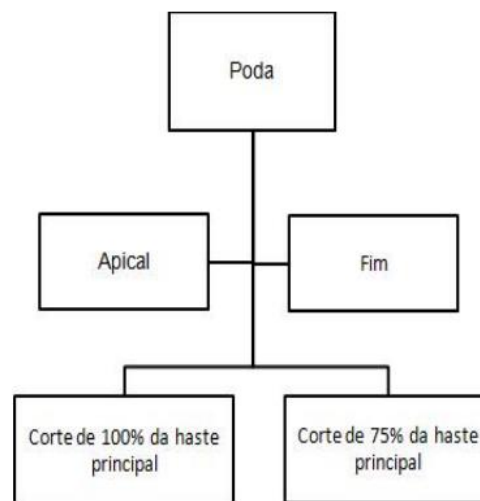 Poda
Apical
Fim
Corte de 100% da haste
principal
Corte de 75% da haste
principal